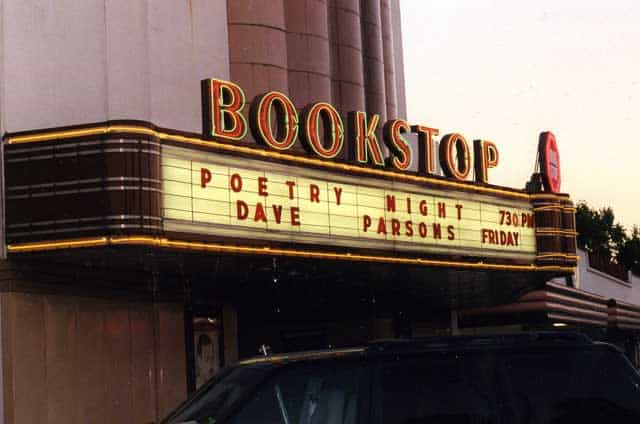 BOOKSTOP
POETRY NIGHT 730 PM
DAVE PARSONS FRIDAY